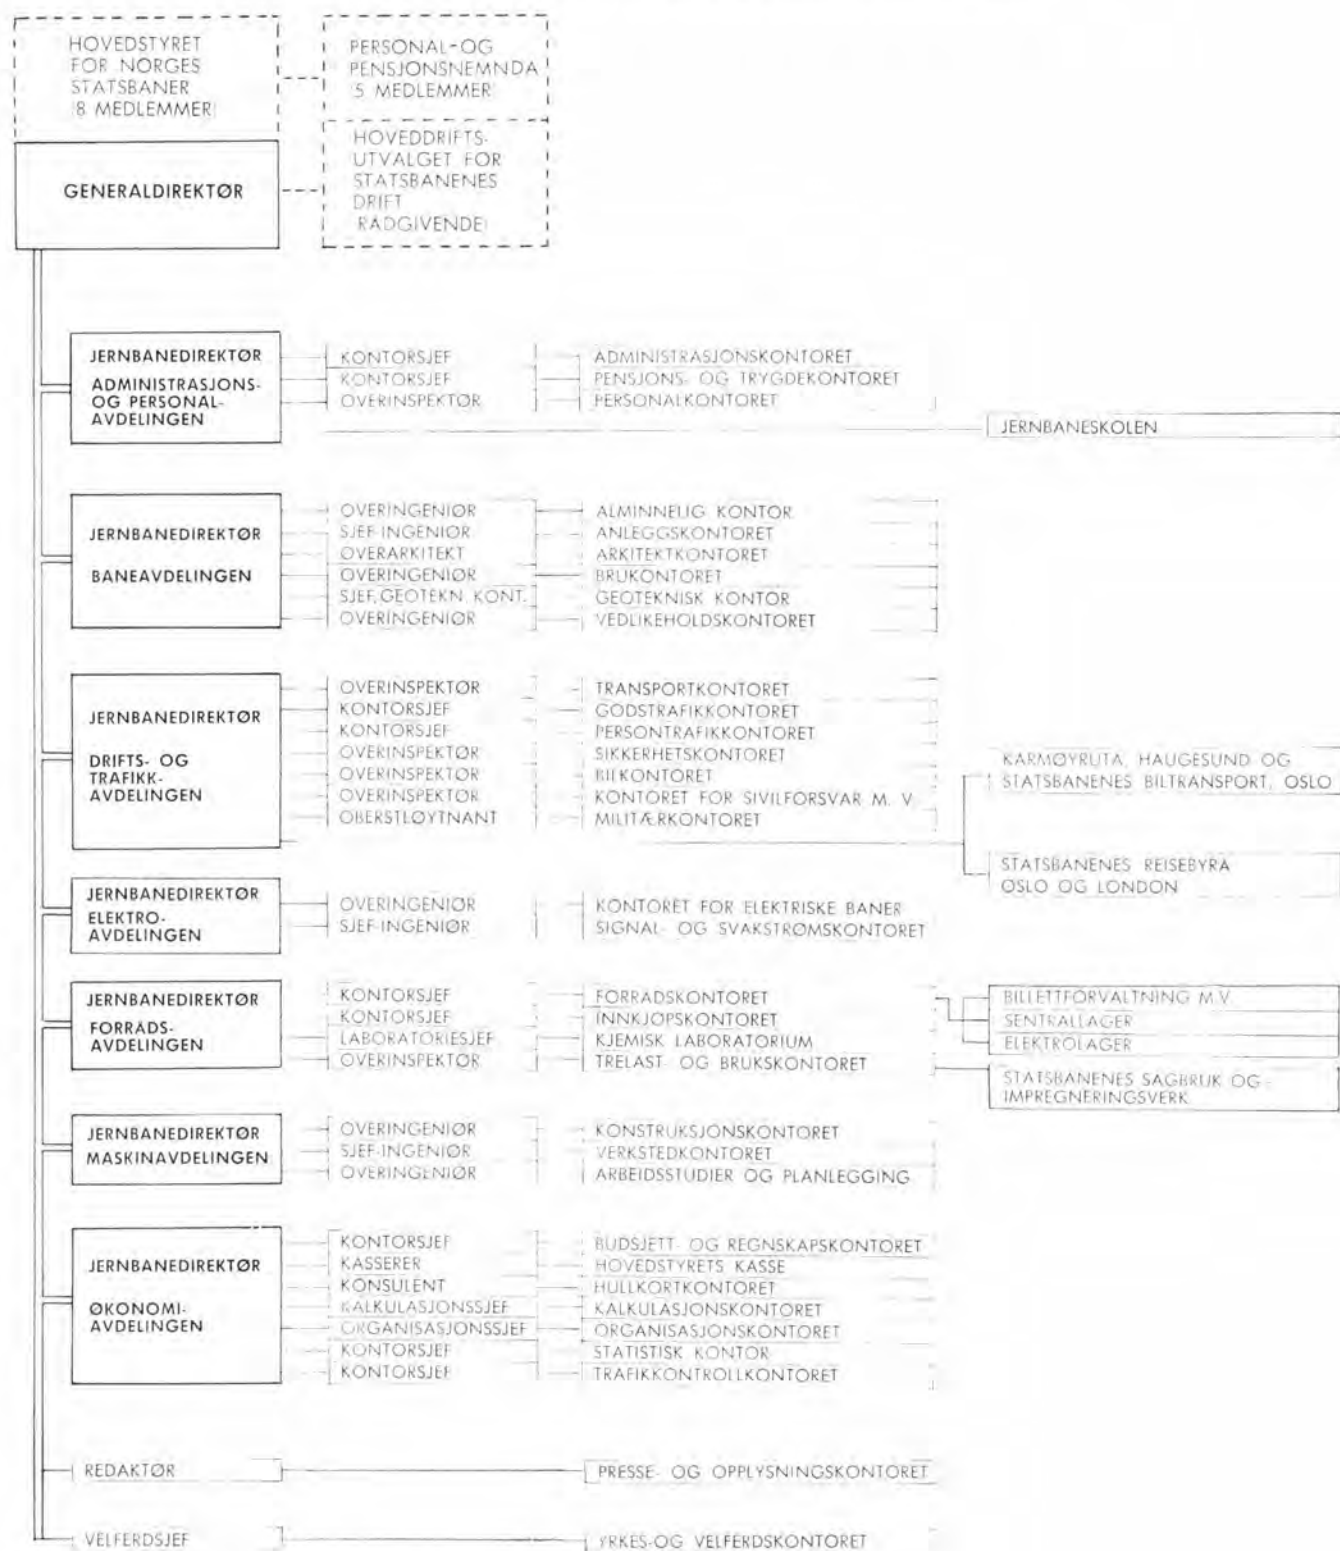 HOVEDSTYRET
FOR NORGES
STATSBANER
(8 MEDLEMMER)
PERSONAL- OG
PENSJONSNEMNDA
(5 MEDLEMMER)
GENERALDIREKTØR
HOVEDDRIFTS-
UTVALGET FOR
STATSBANENES
DRIFT
(RÅDGIVENDE)
JERNBANEDIREKTØR
ADMINISTRASJONS-
OG PERSONAL-
AVDELINGEN
KONTORSJEF
ADMINISTRASJONSKONTORET
KONTORSJEF
PENSJONS- OG TRYGDEKONTORET
OVERINSPEKTØR
PERSONALKONTORET
JERNBANESKOLEN
JERNBANEDIREKTØR
BANEAVDELINGEN
OVERINGENIØR
ALMINNELIG KONTOR
SJEF-INGENIØR
ANLEGGSKONTORET
OVERARKITEKT
ARKITEKTKONTORET
OVERINGENIØR
BRUKONTORET
SJEF, GEOTEKN. KONT.
GEOTEKNISK KONTOR
OVERINGENIØR
VEDLIKEHOLDSKONTORET
JERNBANEDIREKTØR
DRIFTS- OG
TRAFIKK-
AVDELINGEN
OVERINSPEKTØR
TRANSPORTKONTORET
KONTORSJEF
GODSTRAFIKKONTORET
KONTORSJEF
PERSONTRAFIKKONTORET
OVERINSPEKTØR
SIKKERHETSKONTORET
OVERINSPEKTØR
BILKONTORET
OVERINSPEKTØR
KONTORET FOR SIVILFORSVAR M. V.
OBERSTLØYTNANT
MILITÆRKONTORET
KARMØYRUTA, HAUGESUND OG
STATSBANENES BILTRANSPORT, OSLO
STATSBANENES REISEBYRÅ
OSLO OG LONDON
JERNBANEDIREKTØR
ELEKTRO-
AVDELINGEN
OVERINGENIØR
KONTORET FOR ELEKTRISKE BANER
SJEF-INGENIØR
SIGNAL- OG SVAKSTRØMSKONTORET
JERNBANEDIREKTØR
FORRÅDS-
AVDELINGEN
KONTORSJEF
FORRÅDSKONTORET
KONTORSJEF
INNKJØPSKONTORET
LABORATORIESJEF
KJEMISK LABORATORIUM
OVERINSPEKTØR
TRELAST- OG BRUKSKONTORET
BILLETTFORVALTNING M.V.
SENTRALLAGER
ELEKTROLAGER
STATSBANENES SAGBRUK OG
IMPREGNERINGSVERK
JERNBANEDIREKTØR
MASKINAVDELINGEN
OVERINGENIØR
KONSTRUKSJONSKONTORET
SJEF-INGENIØR
VERKSTEDKONTORET
OVERINGENIØR
ARBEIDSSTUDIER OG PLANLEGGING
JERNBANEDIREKTØR
ØKONOMI-
AVDELINGEN
KONTORSJEF
BUDSJETT- OG REGNSKAPSKONTORET
KASSERER
HOVEDSTYRETS KASSE
KONSULENT
HULLKORTKONTORET
KALKULASJONSSJEF
KALKULASJONSKONTORET
ORGANISASJONSSJEF
ORGANISASJONSKONTORET
KONTORSJEF
STATISTISK KONTOR
KONTORSJEF
TRAFIKKONTROLLKONTORET
REDAKTØR
PRESSE- OG OPPLYSNINGSKONTORET
VELFERDSJEF
YRKES-OG VELFERDSKONTORET